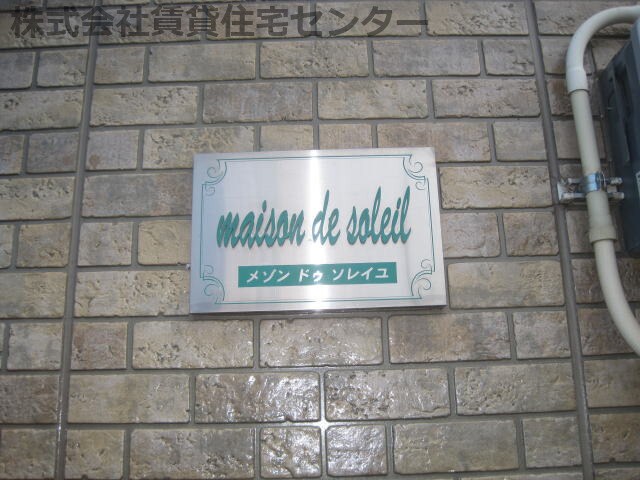 株式会社賃貸住宅センター
maison de soleil
メゾン ドゥ ソレイユ